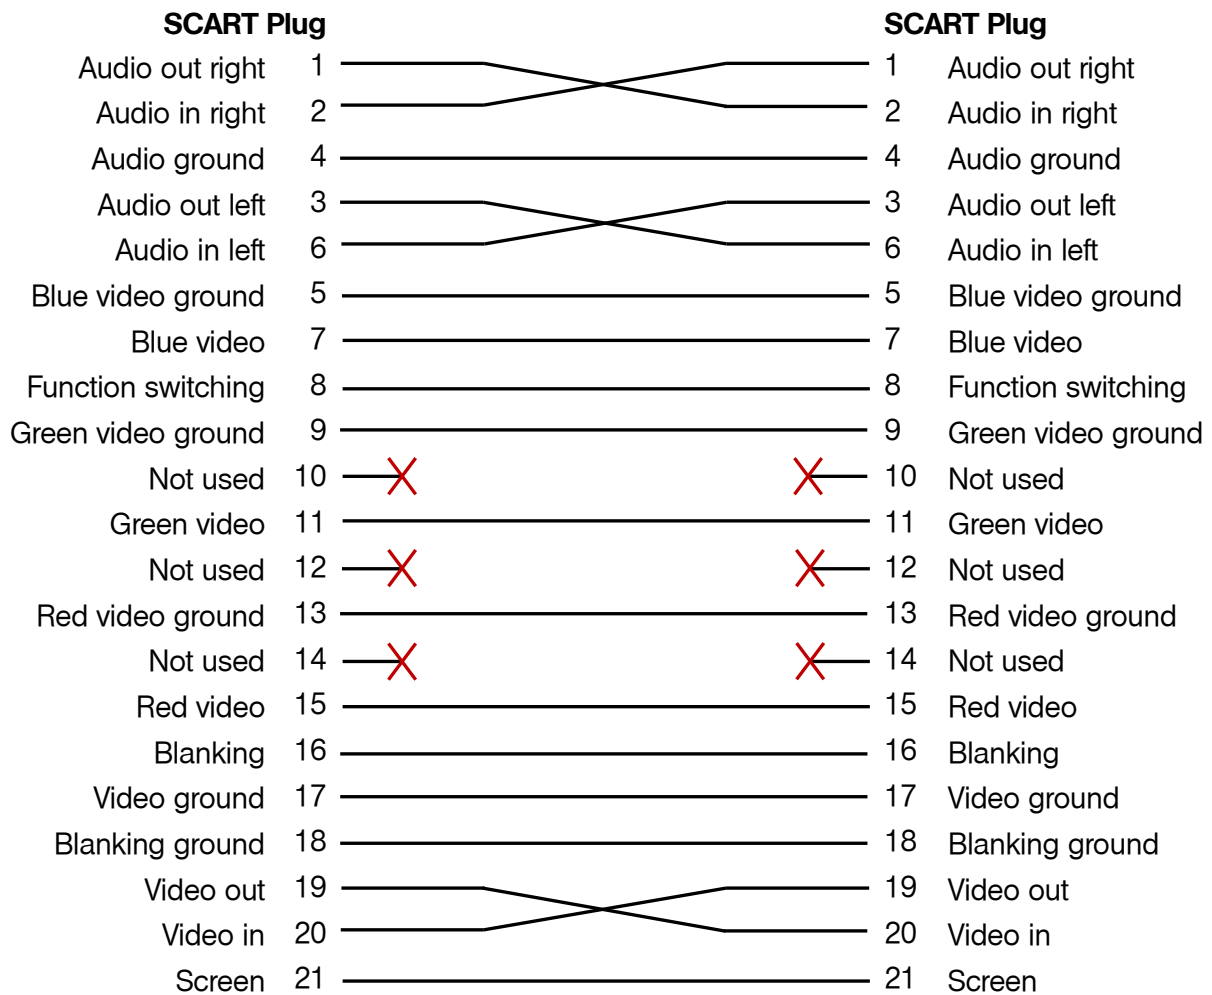 SCART Plug SCART Plug
Audio out right 1 1 Audio out right
Audio in right 2 2 Audio in right
Audio ground 4 4 Audio ground
Audio out left 3 3 Audio out left
Audio in left 6 6 Audio in left
Blue video ground 5 5 Blue video ground
Blue video 7 7 Blue video
Function switching 8 8 Function switching
Green video ground 9 9 Green video ground
Not used 10 10 Not used
Green video 11 11 Green video
Not used 12 12 Not used
Red video ground 13 13 Red video ground
Not used 14 14 Not used
Red video 15 15 Red video
Blanking 16 16 Blanking
Video ground 17 17 Video ground
Blanking ground 18 18 Blanking ground
Video out 19 19 Video out
Video in 20 20 Video in
Screen 21 21 Screen